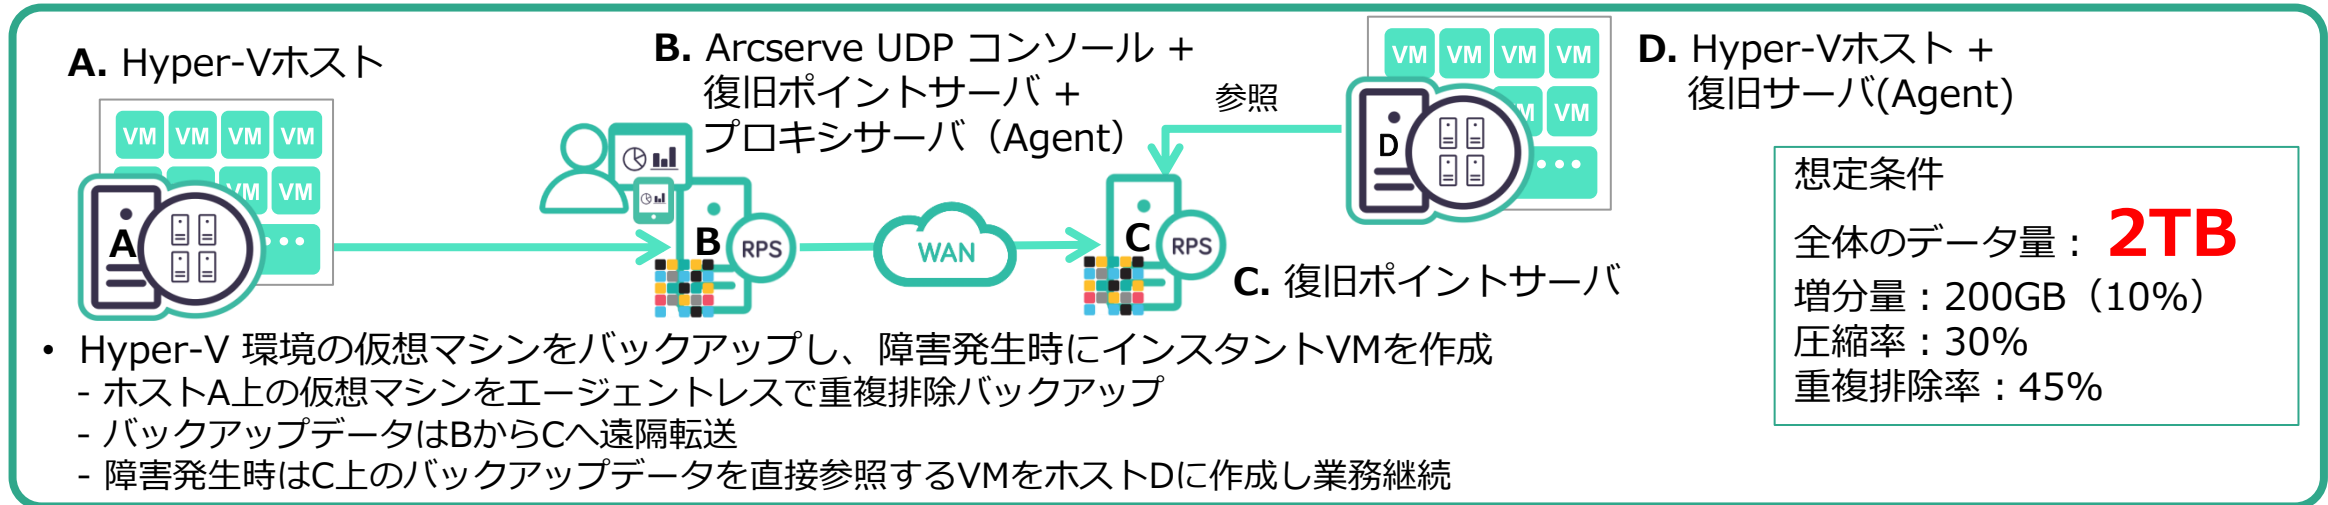 A. Hyper-Vホスト
VM VM VM VM
VM VM
A
B. Arcserve UDP コンソール +
復旧ポイントサーバ +
プロキシサーバ（Agent）
B
RPS
WAN
参照
C
RPS
C. 復旧ポイントサーバ
VM VM VM VM
VM
D
D. Hyper-Vホスト +
復旧サーバ(Agent)
想定条件
全体のデータ量： 2TB
増分量：200GB（10%）
圧縮率：30%
重複排除率：45%
• Hyper-V 環境の仮想マシンをバックアップし、障害発生時にインスタントVMを作成
- ホストA上の仮想マシンをエージェントレスで重複排除バックアップ
- バックアップデータはBからCへ遠隔転送
- 障害発生時はC上のバックアップデータを直接参照するVMをホストDに作成し業務継続